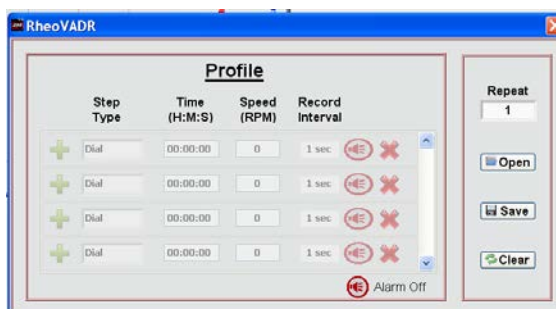 RheoVADR
Profile
Step Type
Time (H:M:S)
Speed (RPM)
Record Interval
Dial 00:00:00 0 1 sec
Dial 00:00:00 0 1 sec
Dial 00:00:00 0 1 sec
Dial 00:00:00 0 1 sec
Alarm Off
Repeat
1
Open
Save
Clear